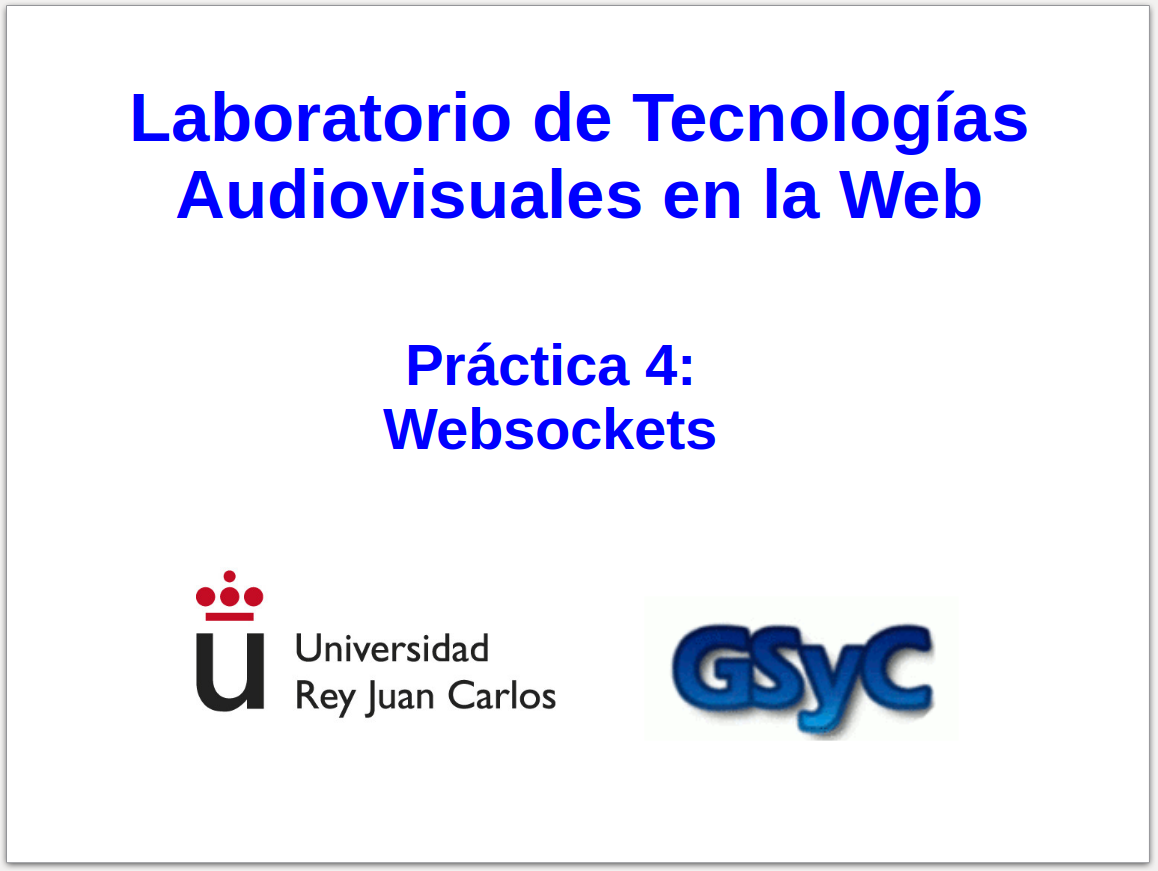 Laboratorio de Tecnologías
Audiovisuales en la Web
Práctica 4:
Websockets
Universidad
Rey Juan Carlos
GSyC